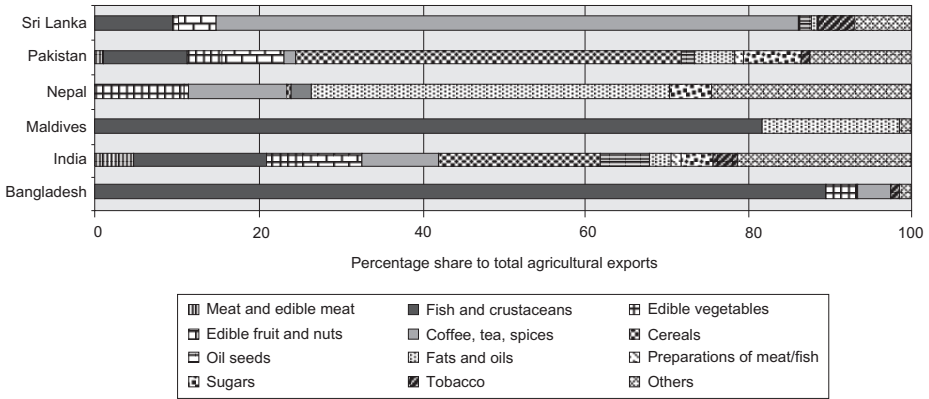 Sri Lanka
Pakistan
Nepal
Maldives
India
Bangladesh
0 20 40 60 80 100
Percentage share to total agricultural exports
Meat and edible meat Fish and crustaceans Edible vegetables
Edible fruit and nuts Coffee, tea, spices Cereals
Oil seeds Fats and oils Preparations of meat/fish
Sugars Tobacco Others